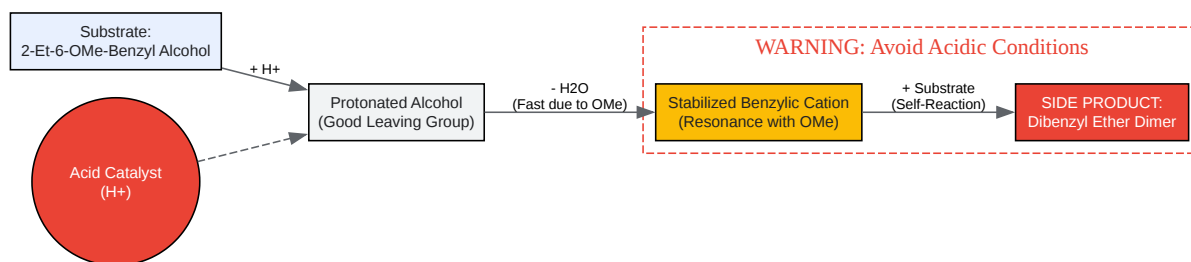 Substrate:
2-Et-6-OMe-Benzyl Alcohol
+ H+
Acid Catalyst
(H+)
Protonated Alcohol
(Good Leaving Group)
- H2O
(Fast due to OMe)
WARNING: Avoid Acidic Conditions
Stabilized Benzylic Cation
(Resonance with OMe)
+ Substrate
(Self-Reaction)
SIDE PRODUCT:
Dibenzyl Ether Dimer